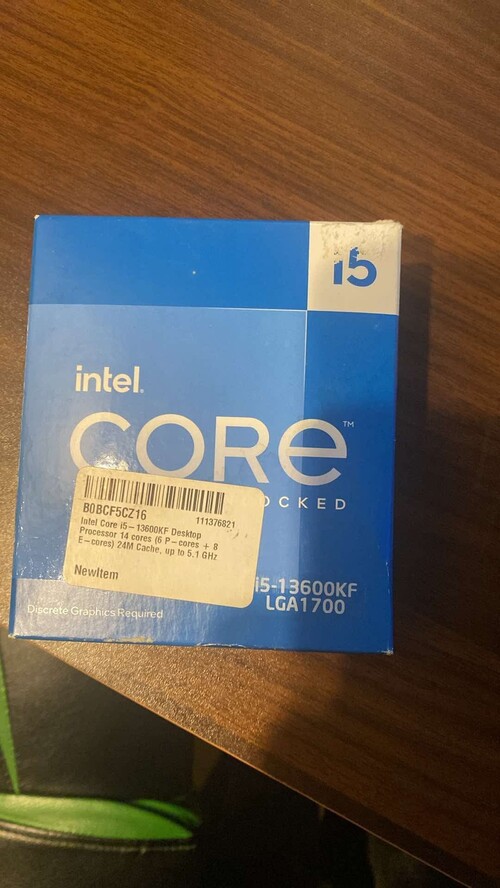 i5
intel.
CORE™
OCKED
B0BCF5CZ16
111376821
Intel Core i5-13600KF Desktop
Processor 14 cores (6 P-cores + 8
E-cores) 24M Cache, up to 5.1 GHz
NewItem
i5-13600KF
LGA1700
Discrete Graphics Required